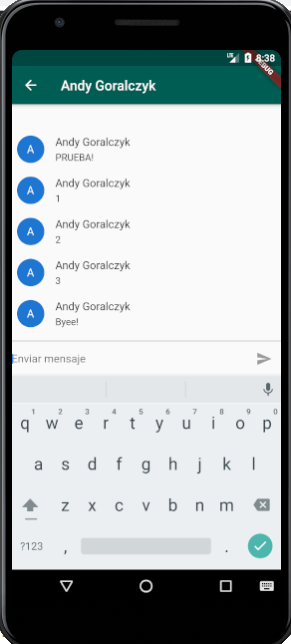 8:38
DEBUG
Andy Goralczyk
A
Andy Goralczyk
PRUEBA!
A
Andy Goralczyk
1
A
Andy Goralczyk
2
A
Andy Goralczyk
3
A
Andy Goralczyk
Byee!
Enviar mensaje
1 2 3 4 5 6 7 8 9 0
q w e r t y u i o p
a s d f g h j k l
z x c v b n m
?123 , .